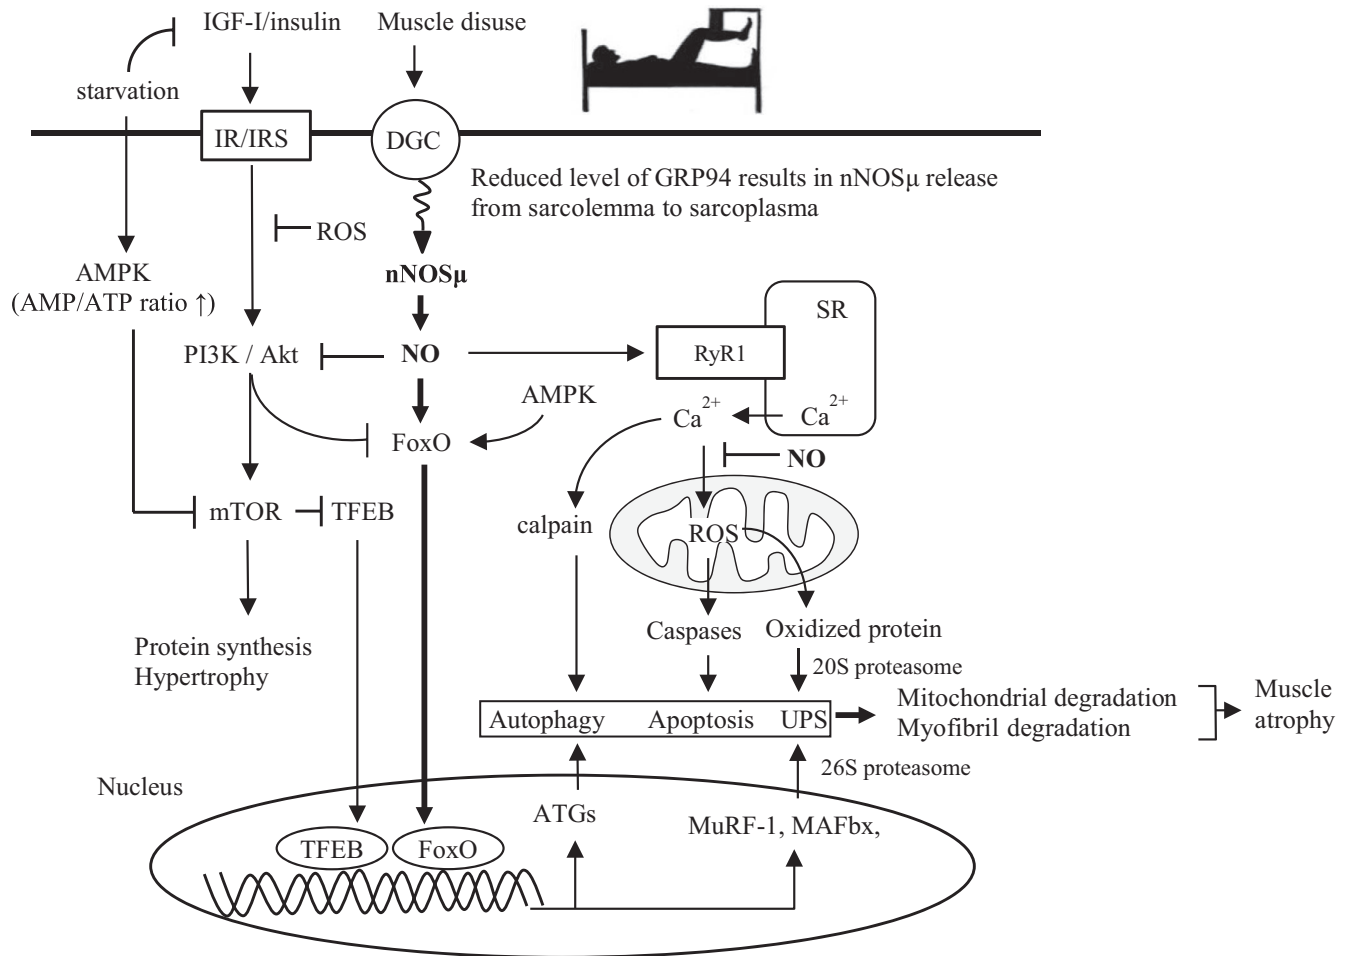 IGF-I/insulin
Muscle disuse
starvation
IR/IRS
DGC
Reduced level of GRP94 results in nNOSμ release
from sarcolemma to sarcoplasma
ROS
nNOSμ
AMPK
(AMP/ATP ratio ↑)
SR
PI3K / Akt
NO
RyR1
AMPK
Ca2+
Ca2+
FoxO
NO
mTOR
TFEB
calpain
ROS
Protein synthesis
Hypertrophy
Caspases
Oxidized protein
20S proteasome
Autophagy
Apoptosis
UPS
Mitochondrial degradation
Myofibril degradation
Muscle
atrophy
26S proteasome
Nucleus
ATGs
MuRF-1, MAFbx,
TFEB
FoxO